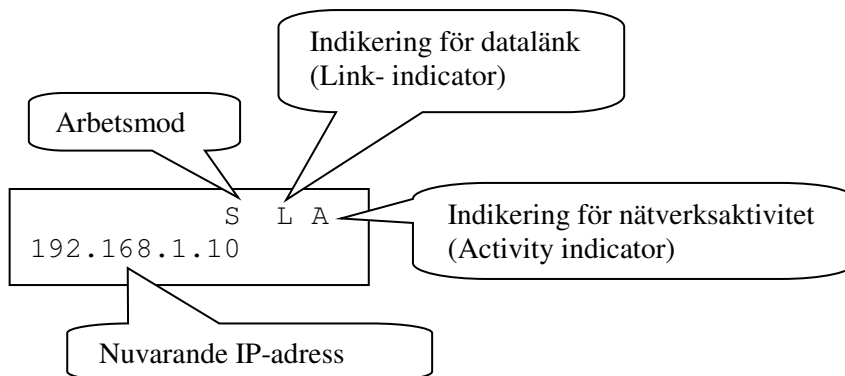 Indikering för datalänk
(Link- indicator)
Arbetsmod
S L A
192.168.1.10
Indikering för nätverksaktivitet
(Activity indicator)
Nuvarande IP-adress